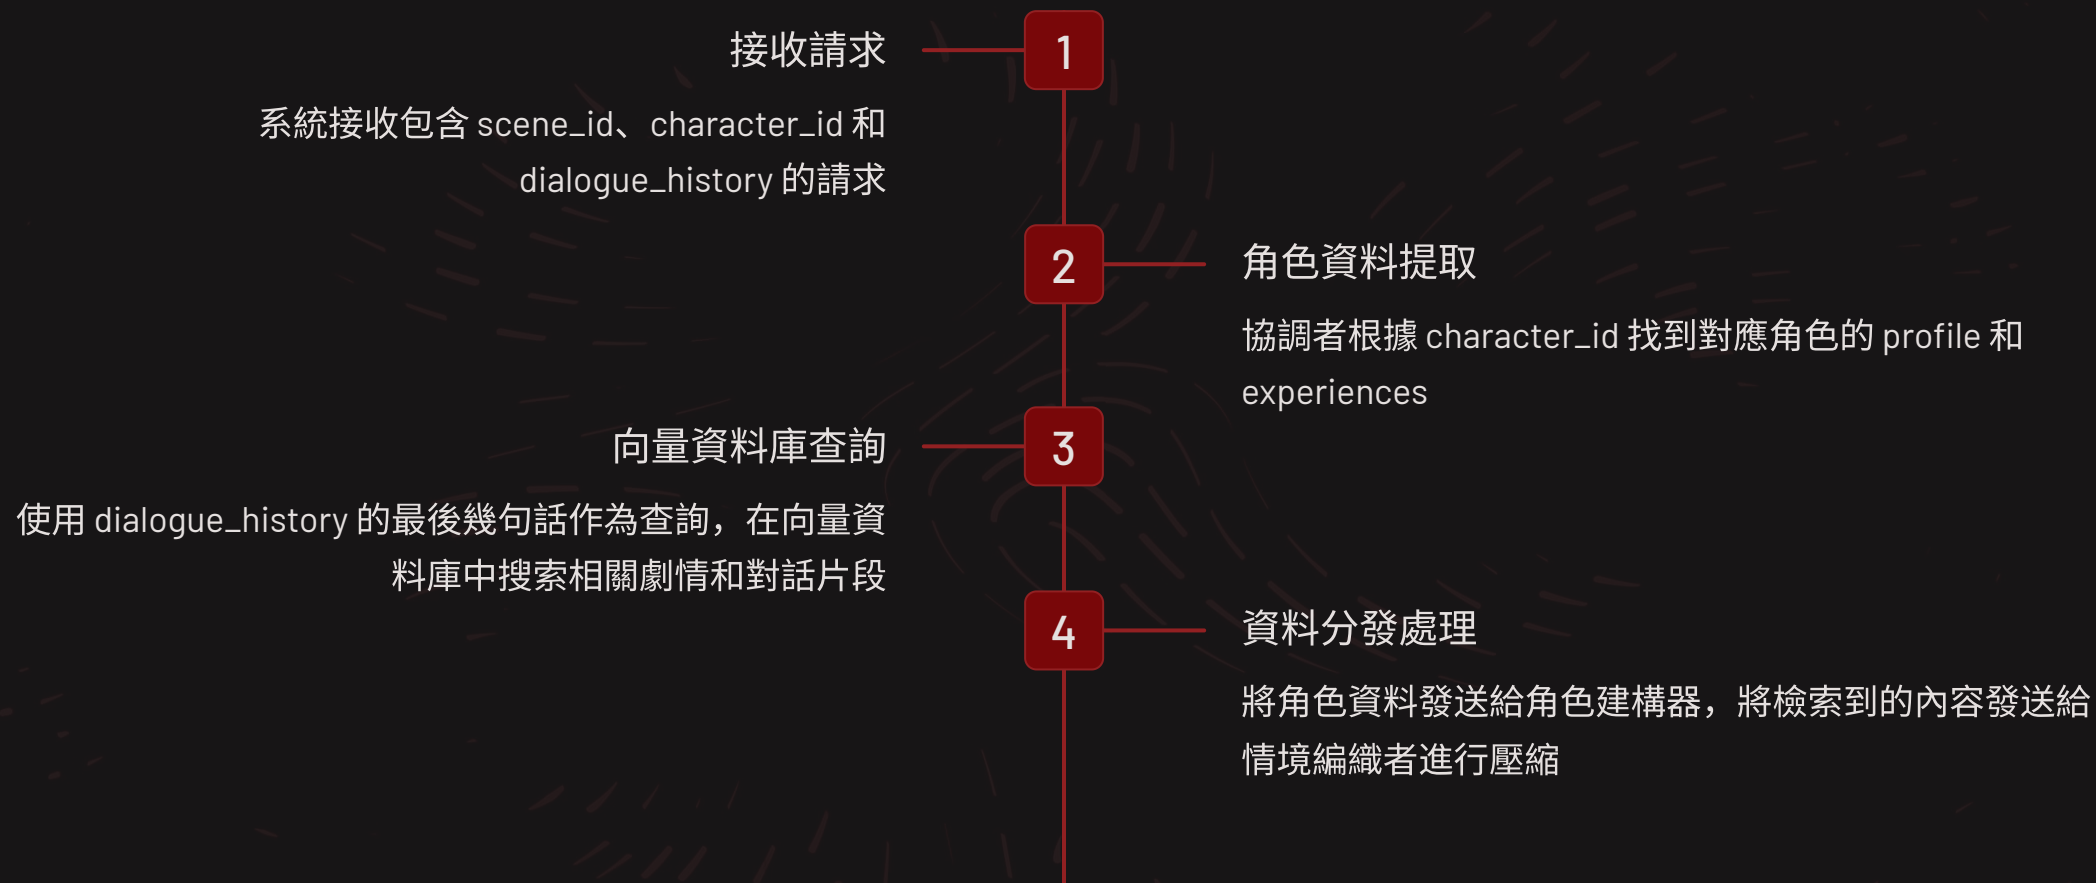 1
接收請求
系統接收包含 scene_id、character_id 和
dialogue_history 的請求
2
角色資料提取
協調者根據 character_id 找到對應角色的 profile 和
experiences
3
向量資料庫查詢
使用 dialogue_history 的最後幾句話作為查詢，在向量資
料庫中搜索相關劇情和對話片段
4
資料分發處理
將角色資料發送給角色建構器，將檢索到的內容發送給
情境編織者進行壓縮